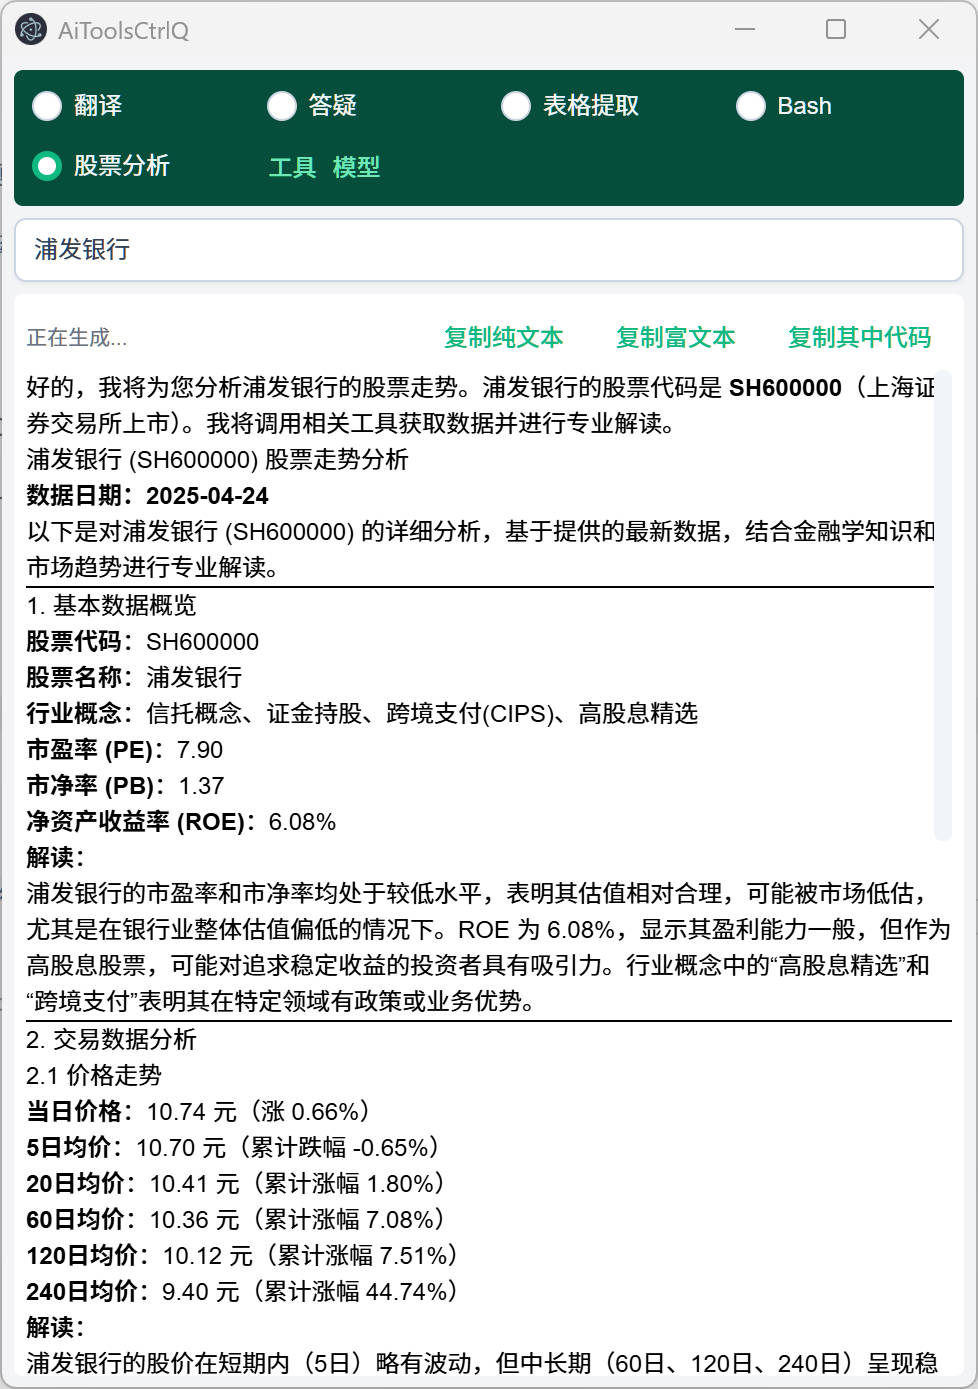 AiToolsCtrlQ
翻译 答疑 表格提取 Bash
股票分析 工具 模型
浦发银行
正在生成... 复制纯文本 复制富文本 复制其中代码
好的，我将为您分析浦发银行的股票走势。浦发银行的股票代码是 SH600000（上海证
券交易所上市）。我将调用相关工具获取数据并进行专业解读。
浦发银行 (SH600000) 股票走势分析
数据日期：2025-04-24
以下是对浦发银行 (SH600000) 的详细分析，基于提供的最新数据，结合金融学知识和
市场趋势进行专业解读。
1. 基本数据概览
股票代码：SH600000
股票名称：浦发银行
行业概念：信托概念、证金持股、跨境支付(CIPS)、高股息精选
市盈率 (PE)：7.90
市净率 (PB)：1.37
净资产收益率 (ROE)：6.08%
解读：
浦发银行的市盈率和市净率均处于较低水平，表明其估值相对合理，可能被市场低估，
尤其是在银行业整体估值偏低的情况下。ROE 为 6.08%，显示其盈利能力一般，但作为
高股息股票，可能对追求稳定收益的投资者具有吸引力。行业概念中的“高股息精选”和
“跨境支付”表明其在特定领域有政策或业务优势。
2. 交易数据分析
2.1 价格走势
当日价格：10.74 元（涨 0.66%）
5日均价：10.70 元（累计跌幅 -0.65%）
20日均价：10.41 元（累计涨幅 1.80%）
60日均价：10.36 元（累计涨幅 7.08%）
120日均价：10.12 元（累计涨幅 7.51%）
240日均价：9.40 元（累计涨幅 44.74%）
解读：
浦发银行的股价在短期内（5日）略有波动，但中长期（60日、120日、240日）呈现稳